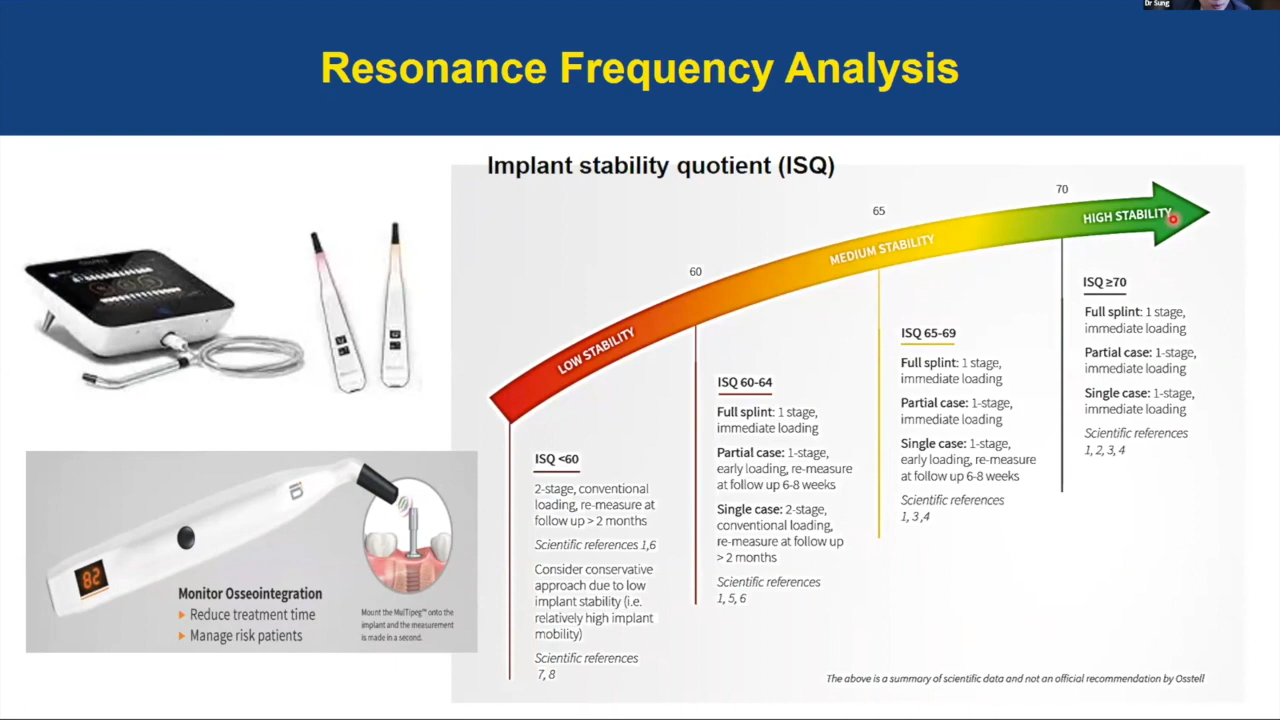 Dr Sung
Resonance Frequency Analysis
Implant stability quotient (ISQ)
LOW STABILITY
60
MEDIUM STABILITY
65
70
HIGH STABILITY
ISQ <60
2-stage, conventional
loading, re-measure at
follow up > 2 months
Scientific references 1,6
Consider conservative
approach due to low
implant stability (i.e.
relatively high implant
mobility)
Scientific references
7, 8
ISQ 60-64
Full splint: 1 stage,
immediate loading
Partial case: 1-stage,
early loading, re-measure
at follow up 6-8 weeks
Single case: 2-stage,
conventional loading,
re-measure at follow up
> 2 months
Scientific references
1, 5, 6
ISQ 65-69
Full splint: 1 stage,
immediate loading
Partial case: 1-stage,
immediate loading
Single case: 1-stage,
early loading, re-measure
at follow up 6-8 weeks
Scientific references
1, 3 ,4
ISQ ≥70
Full splint: 1 stage,
immediate loading
Partial case: 1-stage,
immediate loading
Single case: 1-stage,
immediate loading
Scientific references
1, 2, 3, 4
82
Monitor Osseointegration
Reduce treatment time
Manage risk patients
Mount the MulTipeg™ onto the
implant and the measurement
is made in a second.
The above is a summary of scientific data and not an official recommendation by Osstell